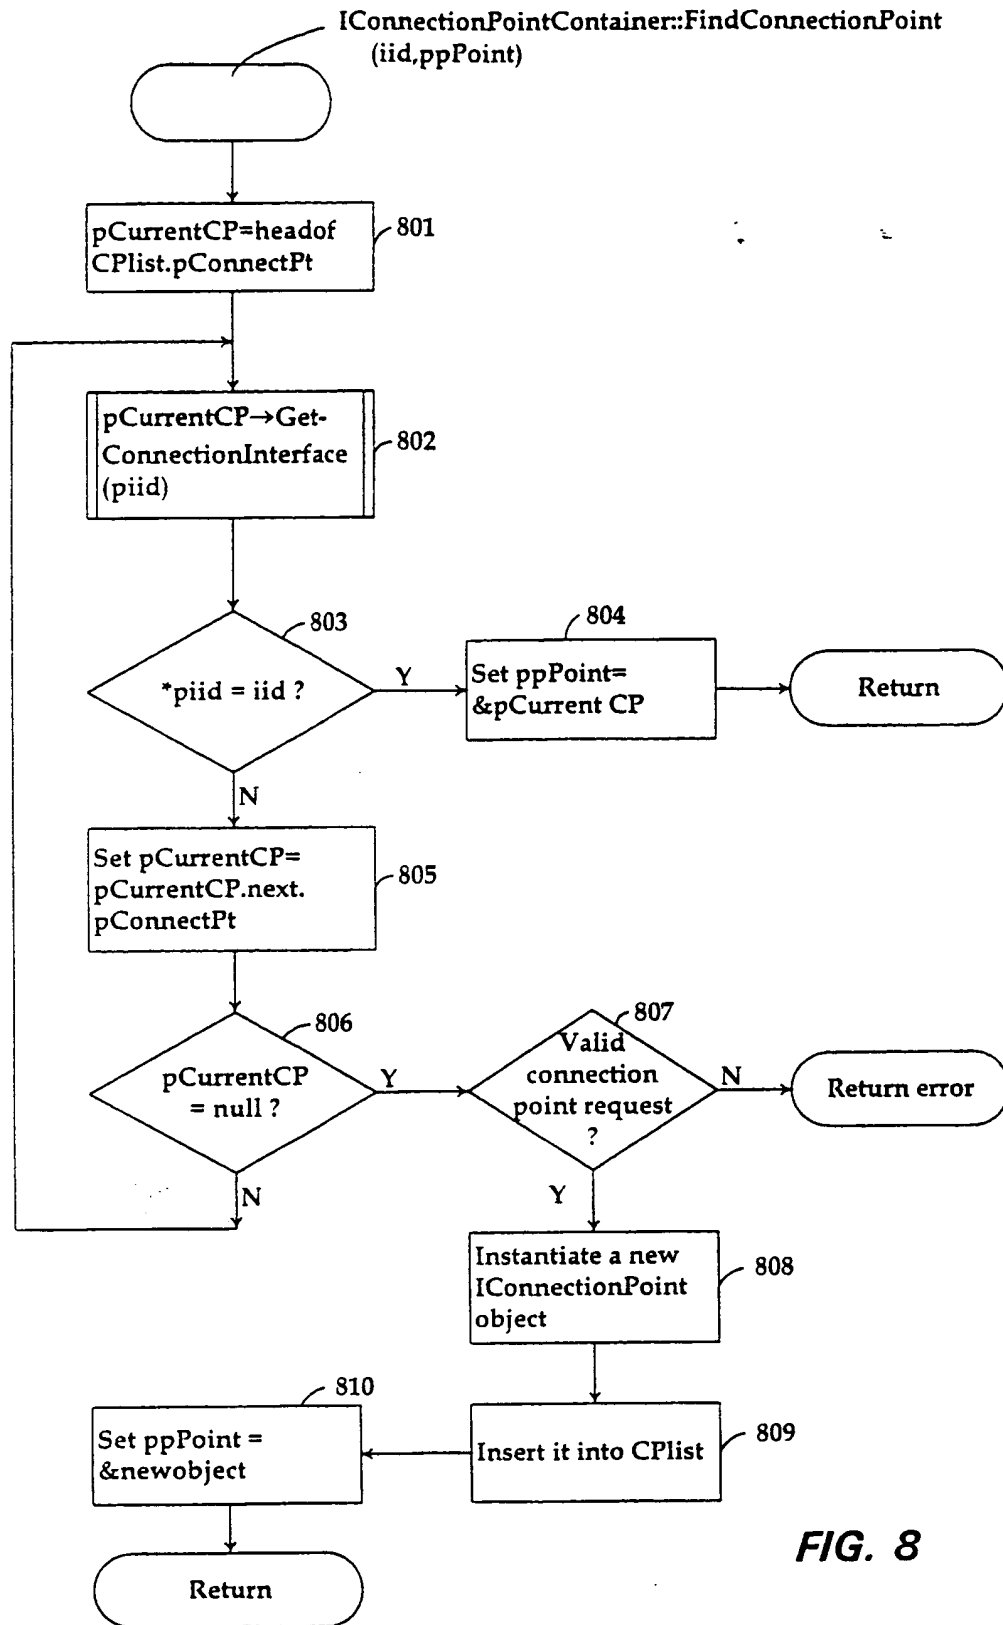 IConnectionPointContainer::FindConnectionPoint
(iid,ppPoint)
pCurrentCP=headof
CPlist.pConnectPt
801
pCurrentCP→Get-
ConnectionInterface
(piid)
802
803
*piid = iid ?
Y
804
Set ppPoint=
&pCurrent CP
Return
N
Set pCurrentCP=
pCurrentCP.next.
pConnectPt
805
806
pCurrentCP
= null ?
Y
N
807
Valid
connection
point request
?
N
Return error
Y
Instantiate a new
IConnectionPoint
object
808
Insert it into CPlist
809
810
Set ppPoint =
&newobject
Return
FIG. 8